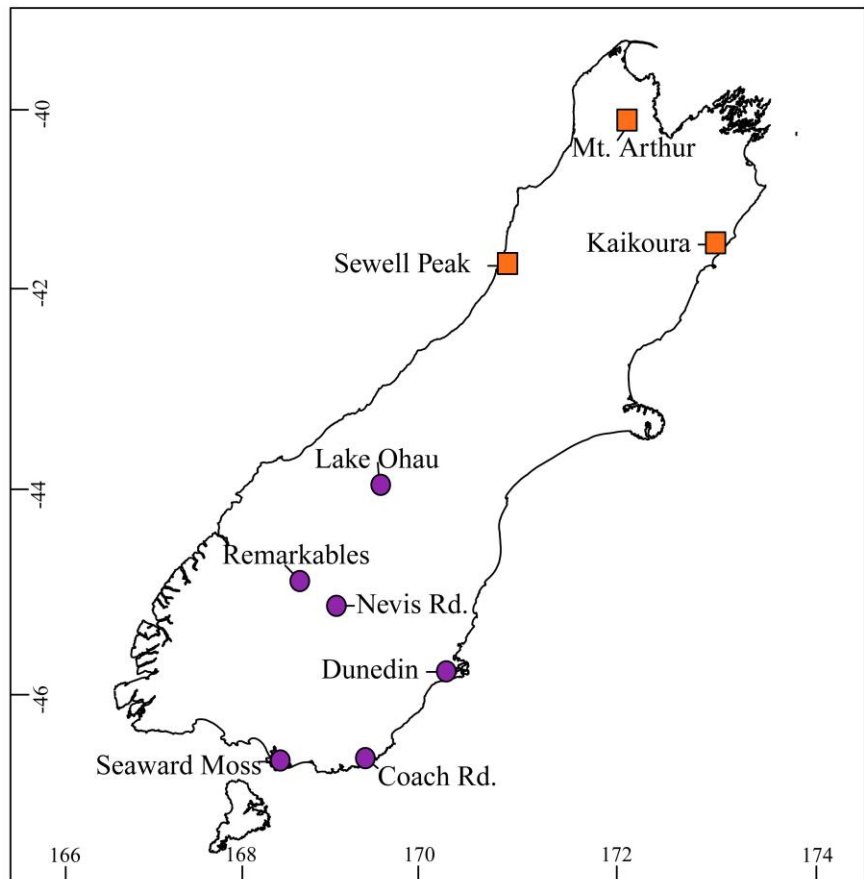 -40
Mt. Arthur
Kaikoura
Sewell Peak
-42
Lake Ohau
-44
Remarkables
Nevis Rd.
Dunedin
-46
Seaward Moss
Coach Rd.
166
168
170
172
174